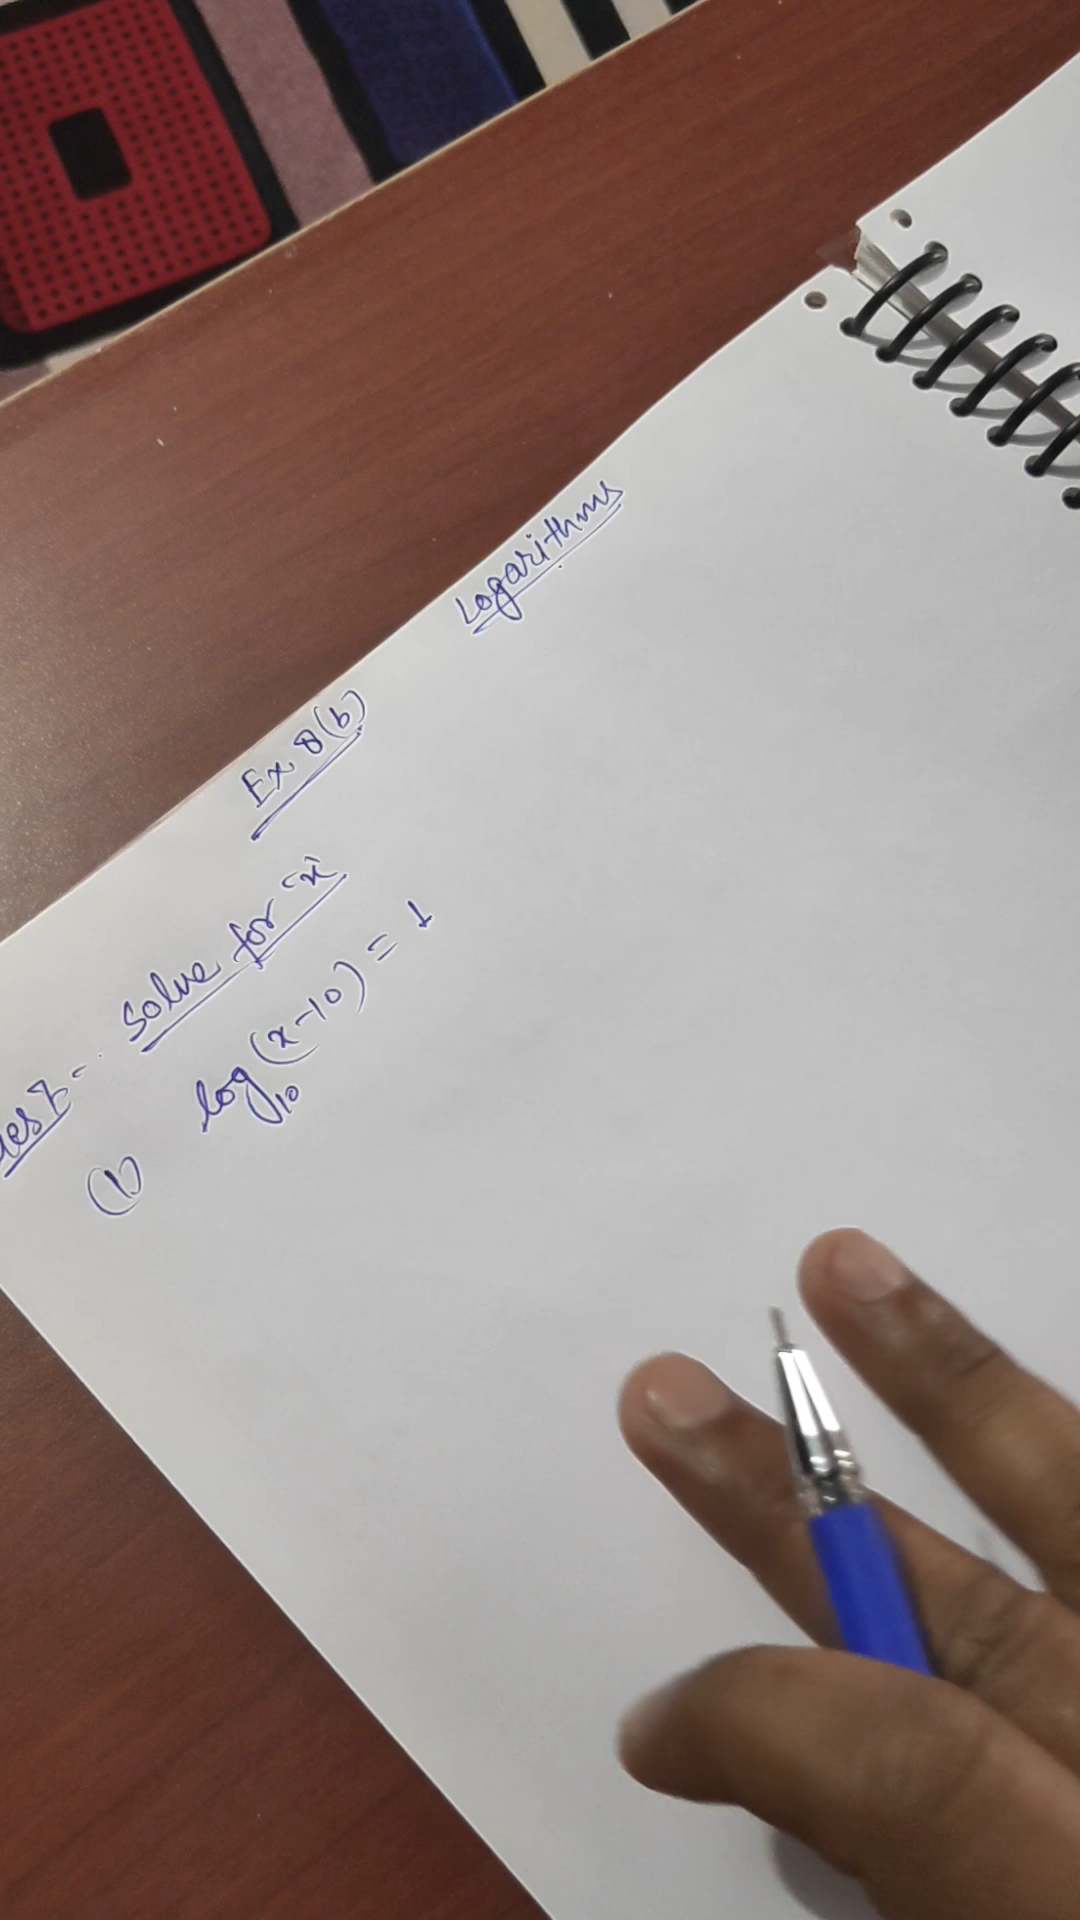 Logarithms
Ex. 8(b)
Solve for 'x'
(1) log₁₀(x-10) = 1